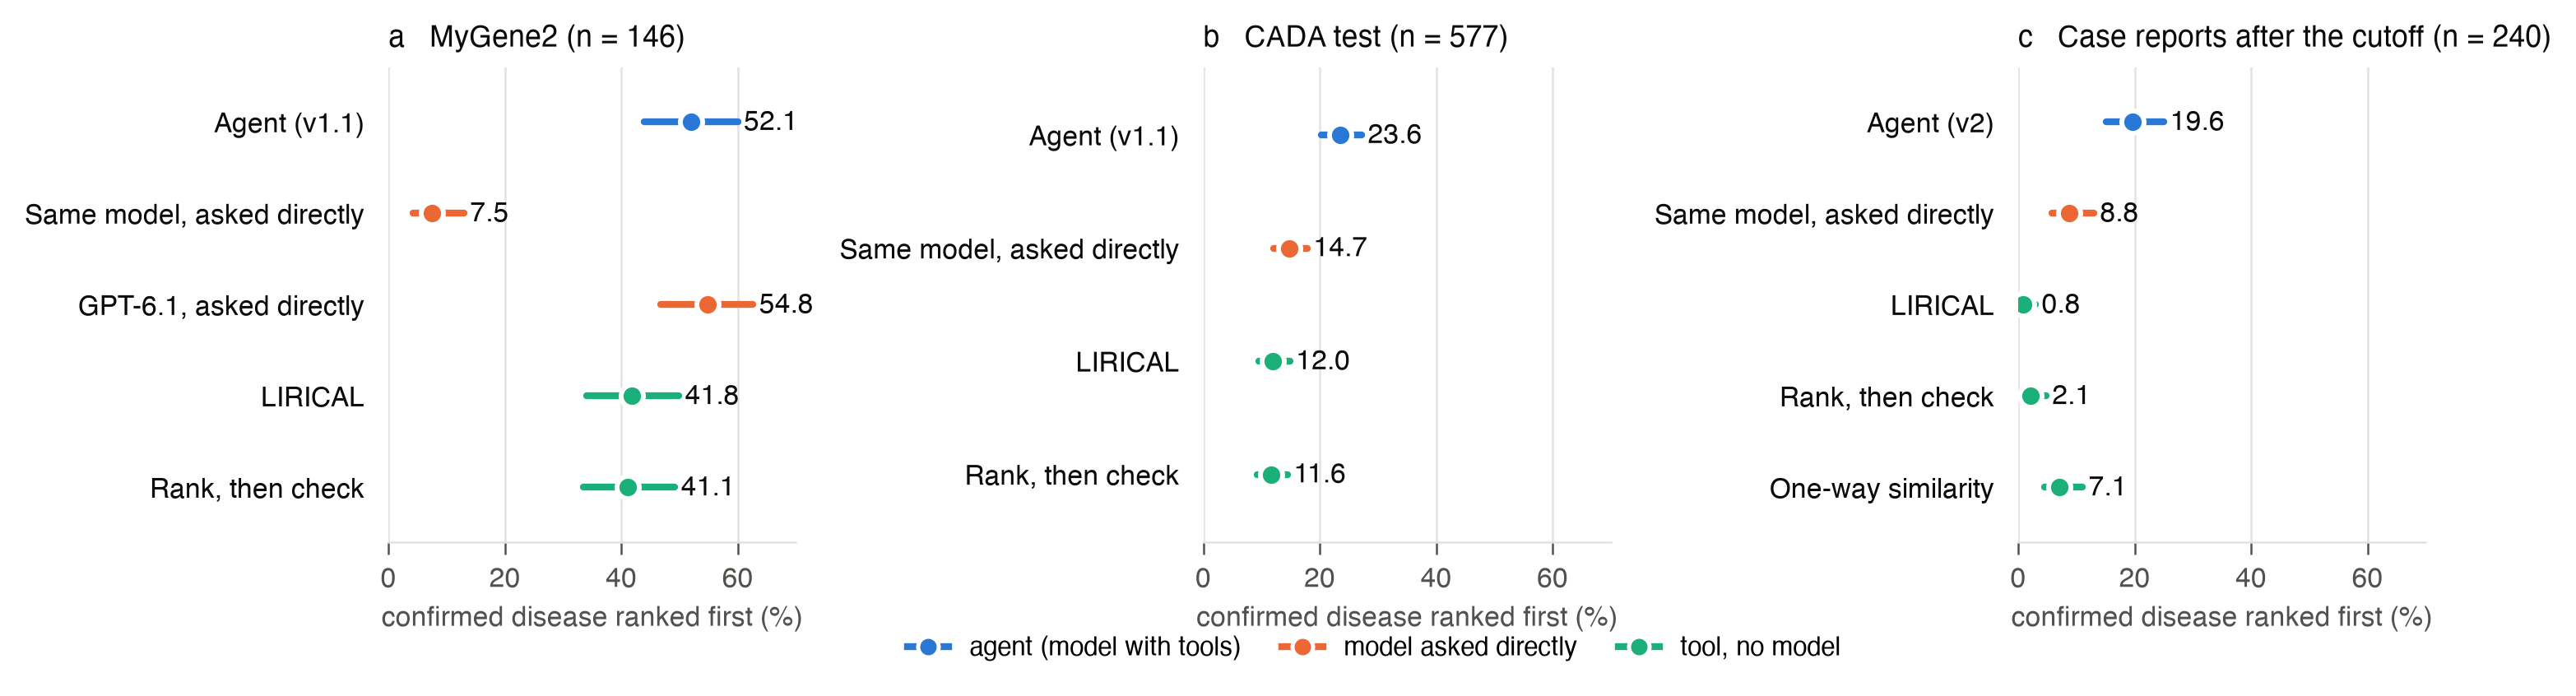 a MyGene2 (n = 146)
Agent (v1.1)
52.1
Same model, asked directly
7.5
GPT-6.1, asked directly
54.8
LIRICAL
41.8
Rank, then check
41.1
0 20 40 60
confirmed disease ranked first (%)
b CADA test (n = 577)
Agent (v1.1)
23.6
Same model, asked directly
14.7
LIRICAL
12.0
Rank, then check
11.6
0 20 40 60
confirmed disease ranked first (%)
c Case reports after the cutoff (n = 240)
Agent (v2)
19.6
Same model, asked directly
8.8
LIRICAL
0.8
Rank, then check
2.1
One-way similarity
7.1
0 20 40 60
confirmed disease ranked first (%)
agent (model with tools) model asked directly tool, no model